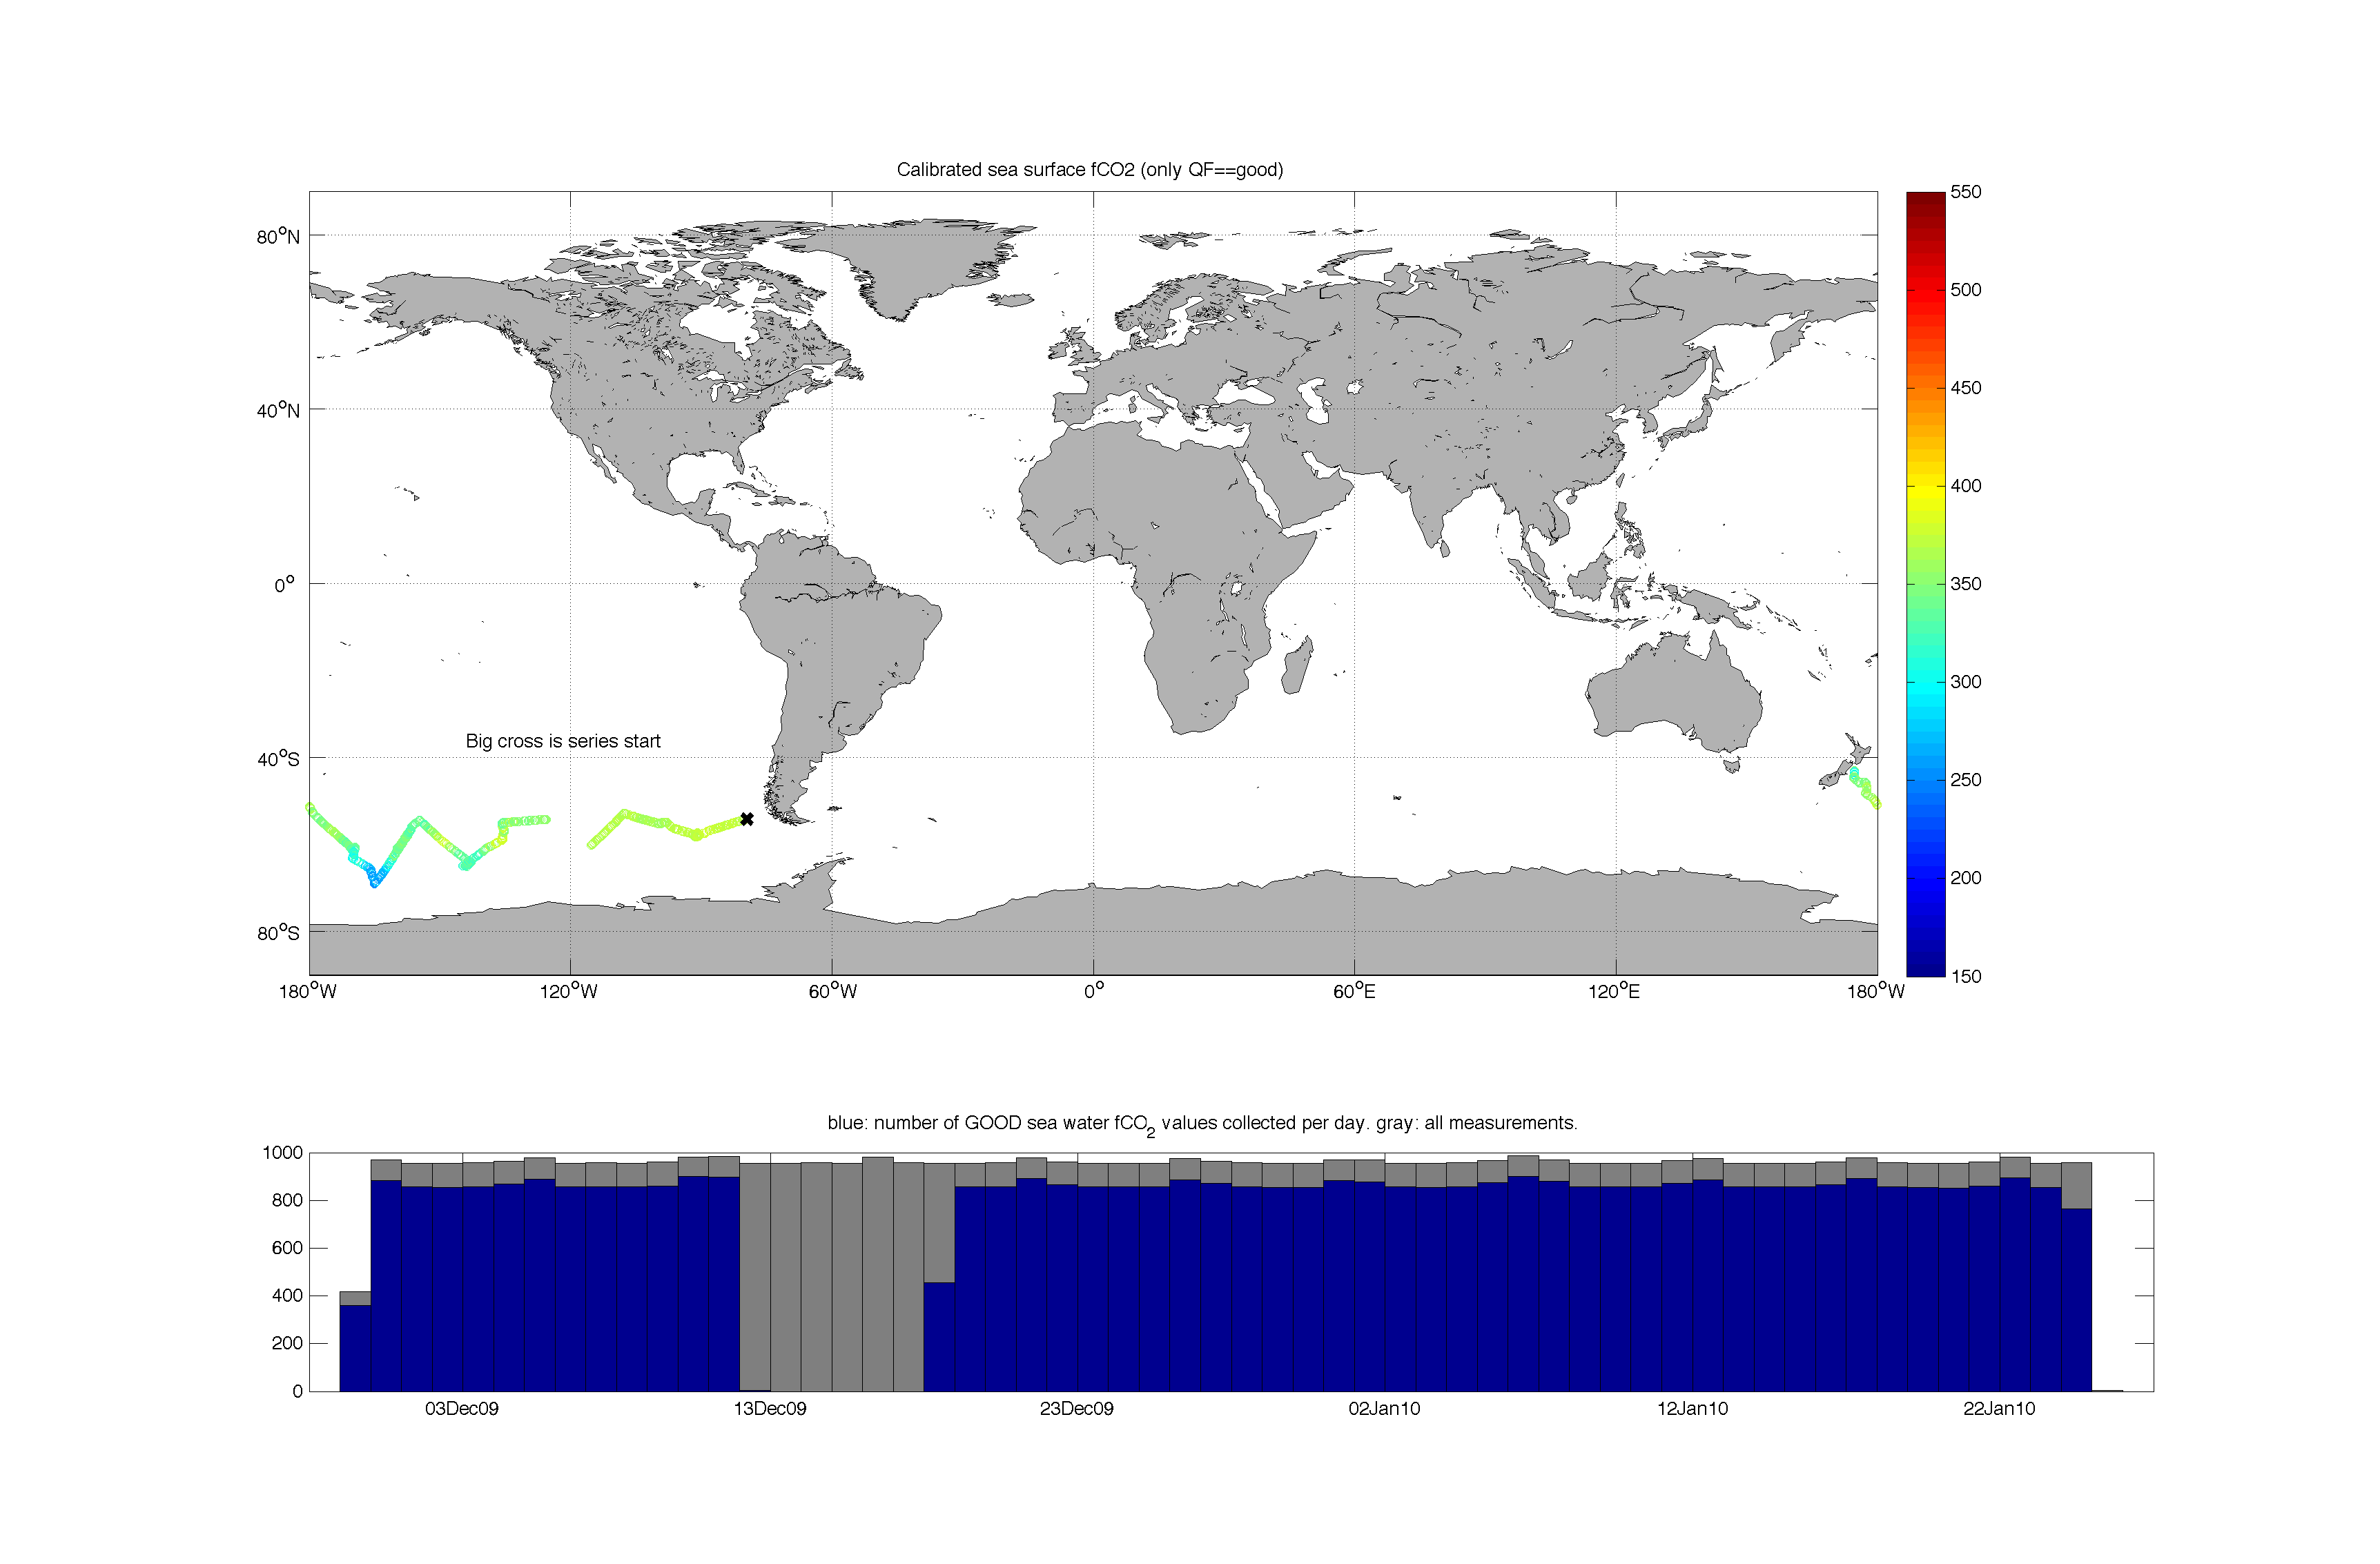 Calibrated sea surface fCO2 (only QF==good)
80°N
40°N
0°
40°S
80°S
180°W 120°W 60°W 0° 60°E 120°E 180°W
Big cross is series start
550
500
450
400
350
300
250
200
150
blue: number of GOOD sea water fCO₂ values collected per day. gray: all measurements.
1000
800
600
400
200
0
03Dec09 13Dec09 23Dec09 02Jan10 12Jan10 22Jan10